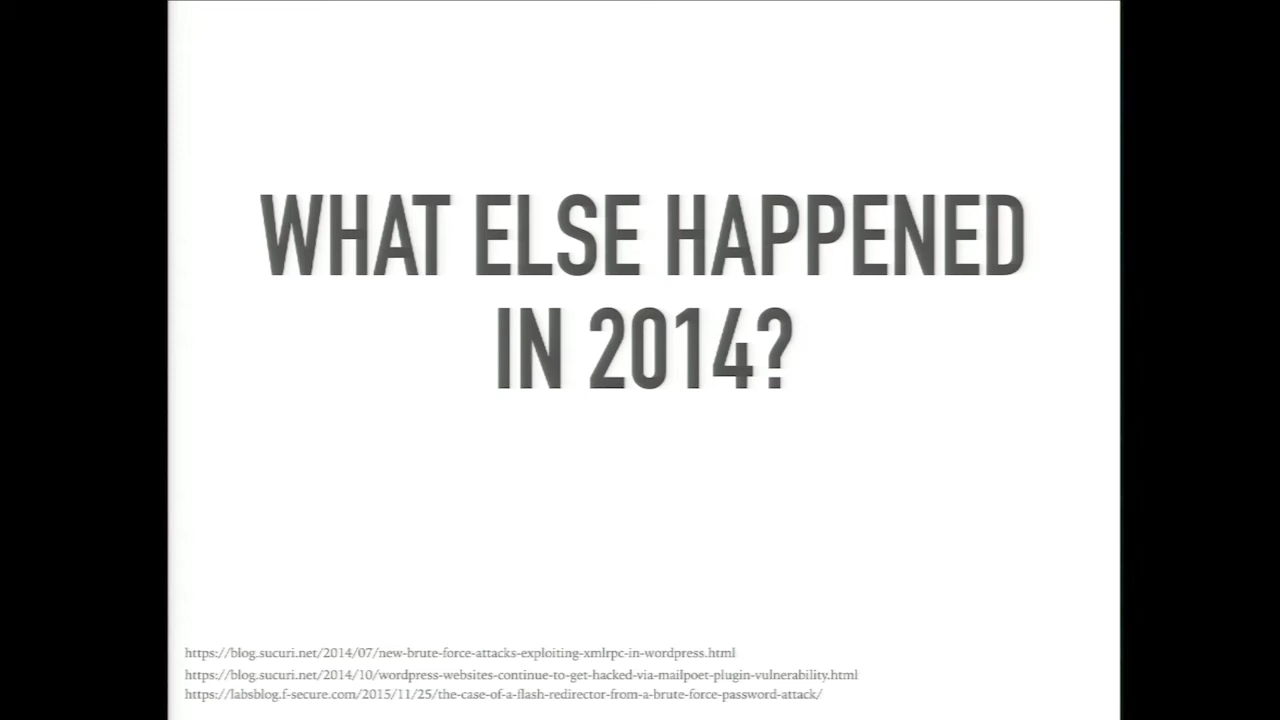 WHAT ELSE HAPPENED
IN 2014?
https://blog.sucuri.net/2014/07/new-brute-force-attacks-exploiting-xmlrpc-in-wordpress.html
https://blog.sucuri.net/2014/10/wordpress-websites-continue-to-get-hacked-via-mailpoet-plugin-vulnerability.html
https://labsblog.f-secure.com/2015/11/25/the-case-of-a-flash-redirector-from-a-brute-force-password-attack/